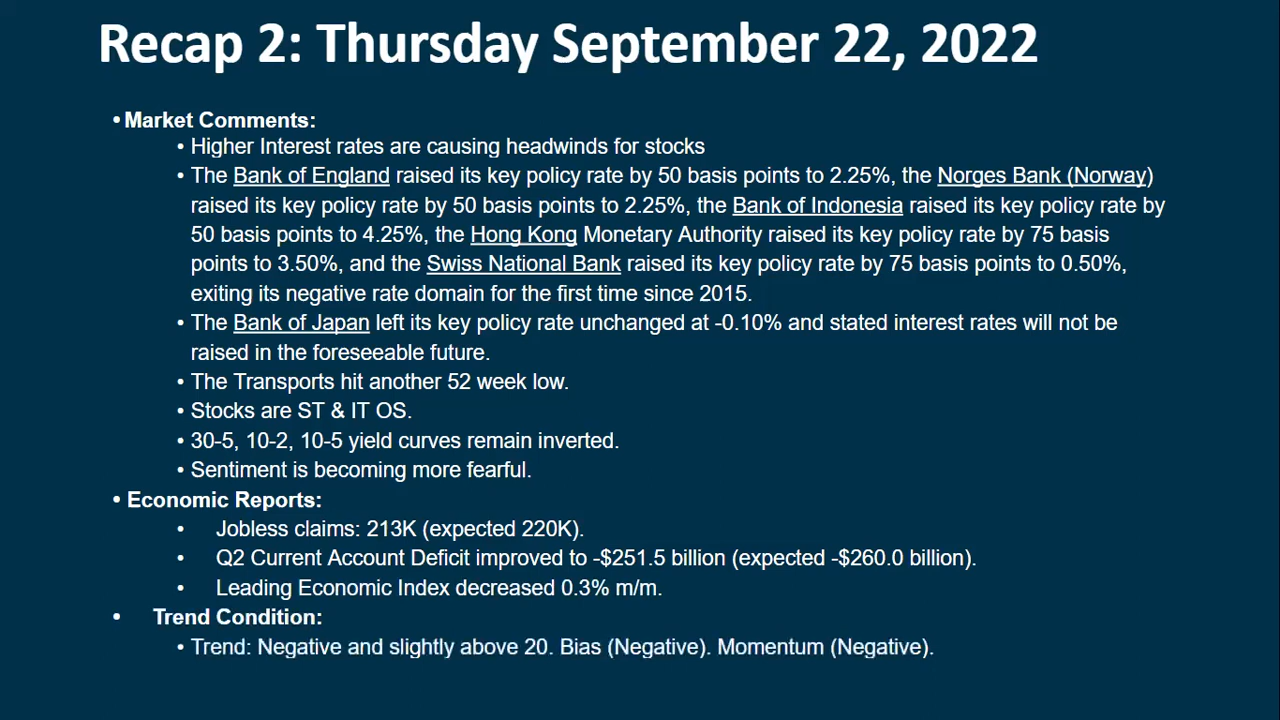 Recap 2: Thursday September 22, 2022
• Market Comments:
• Higher Interest rates are causing headwinds for stocks
• The Bank of England raised its key policy rate by 50 basis points to 2.25%, the Norges Bank (Norway)
raised its key policy rate by 50 basis points to 2.25%, the Bank of Indonesia raised its key policy rate by
50 basis points to 4.25%, the Hong Kong Monetary Authority raised its key policy rate by 75 basis
points to 3.50%, and the Swiss National Bank raised its key policy rate by 75 basis points to 0.50%,
exiting its negative rate domain for the first time since 2015.
• The Bank of Japan left its key policy rate unchanged at -0.10% and stated interest rates will not be
raised in the foreseeable future.
• The Transports hit another 52 week low.
• Stocks are ST & IT OS.
• 30-5, 10-2, 10-5 yield curves remain inverted.
• Sentiment is becoming more fearful.
• Economic Reports:
• Jobless claims: 213K (expected 220K).
• Q2 Current Account Deficit improved to -$251.5 billion (expected -$260.0 billion).
• Leading Economic Index decreased 0.3% m/m.
• Trend Condition:
• Trend: Negative and slightly above 20. Bias (Negative). Momentum (Negative).